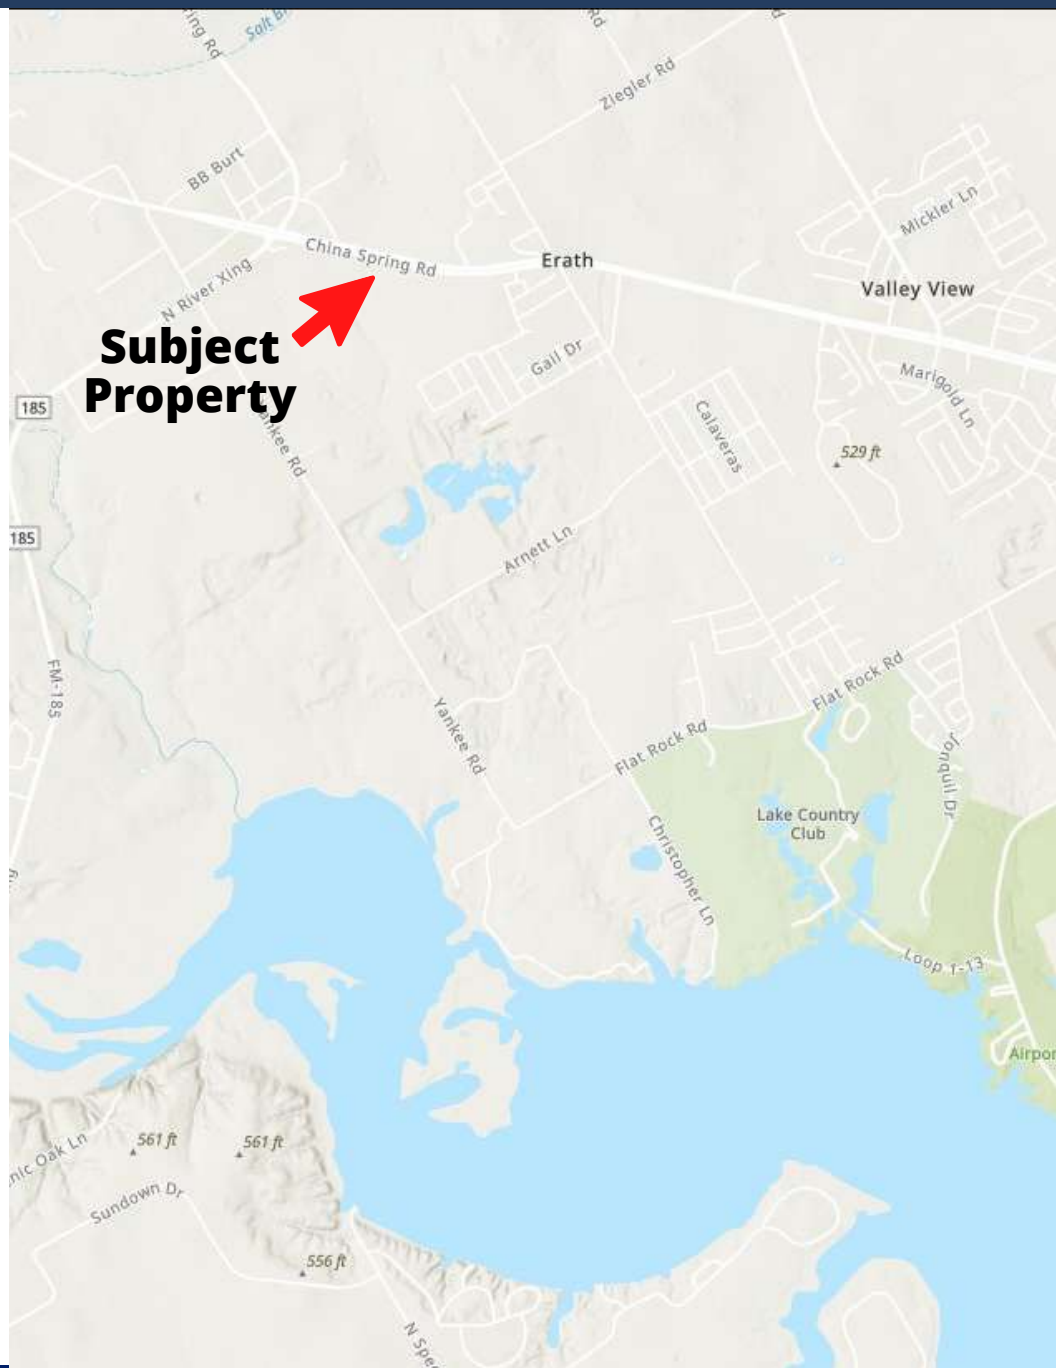 Salt B
Rd
Ziegler Rd
BB Burt
Mickler Ln
China Spring Rd
Erath
N River Xing
Valley View
Subject
Property
Gail Dr
Marigold Ln
185
Calaveras
529 ft
185
Arnett Ln
FM-185
Flat Rock Rd
Yankee Rd
Flat Rock Rd
Jonquil Dr
Lake Country
Club
Christopher Ln
Loop 1-13
561 ft
561 ft
Sundown Dr
556 ft